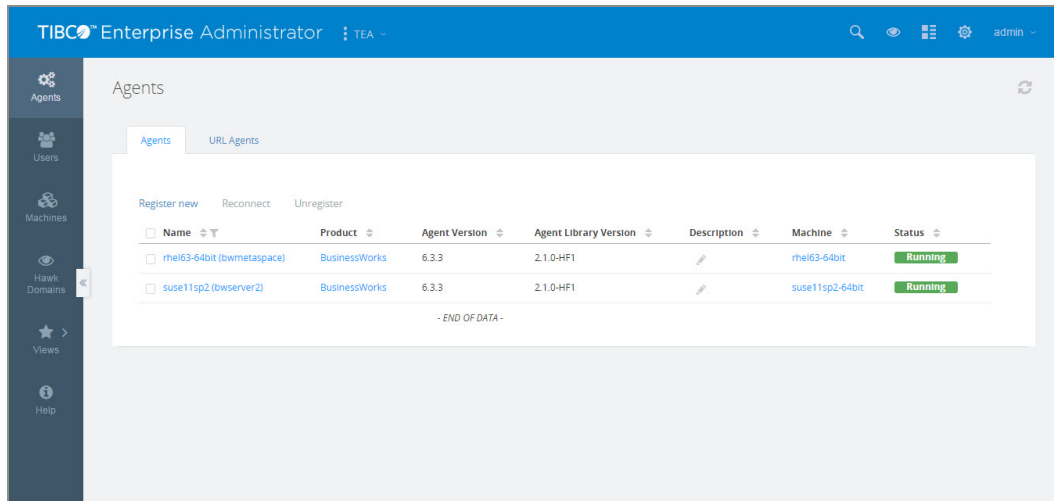 TIBCO™ Enterprise Administrator TEA admin
Agents
Users
Machines
Hawk
Domains
Views
Help
Agents
Agents URL Agents
Register new Reconnect Unregister
Name Product Agent Version Agent Library Version Description Machine Status
rhel63-64bit (bwmetaspace) BusinessWorks 6.3.3 2.1.0-HF1 rhel63-64bit Running
suse11sp2 (bwserver2) BusinessWorks 6.3.3 2.1.0-HF1 suse11sp2-64bit Running
- END OF DATA -